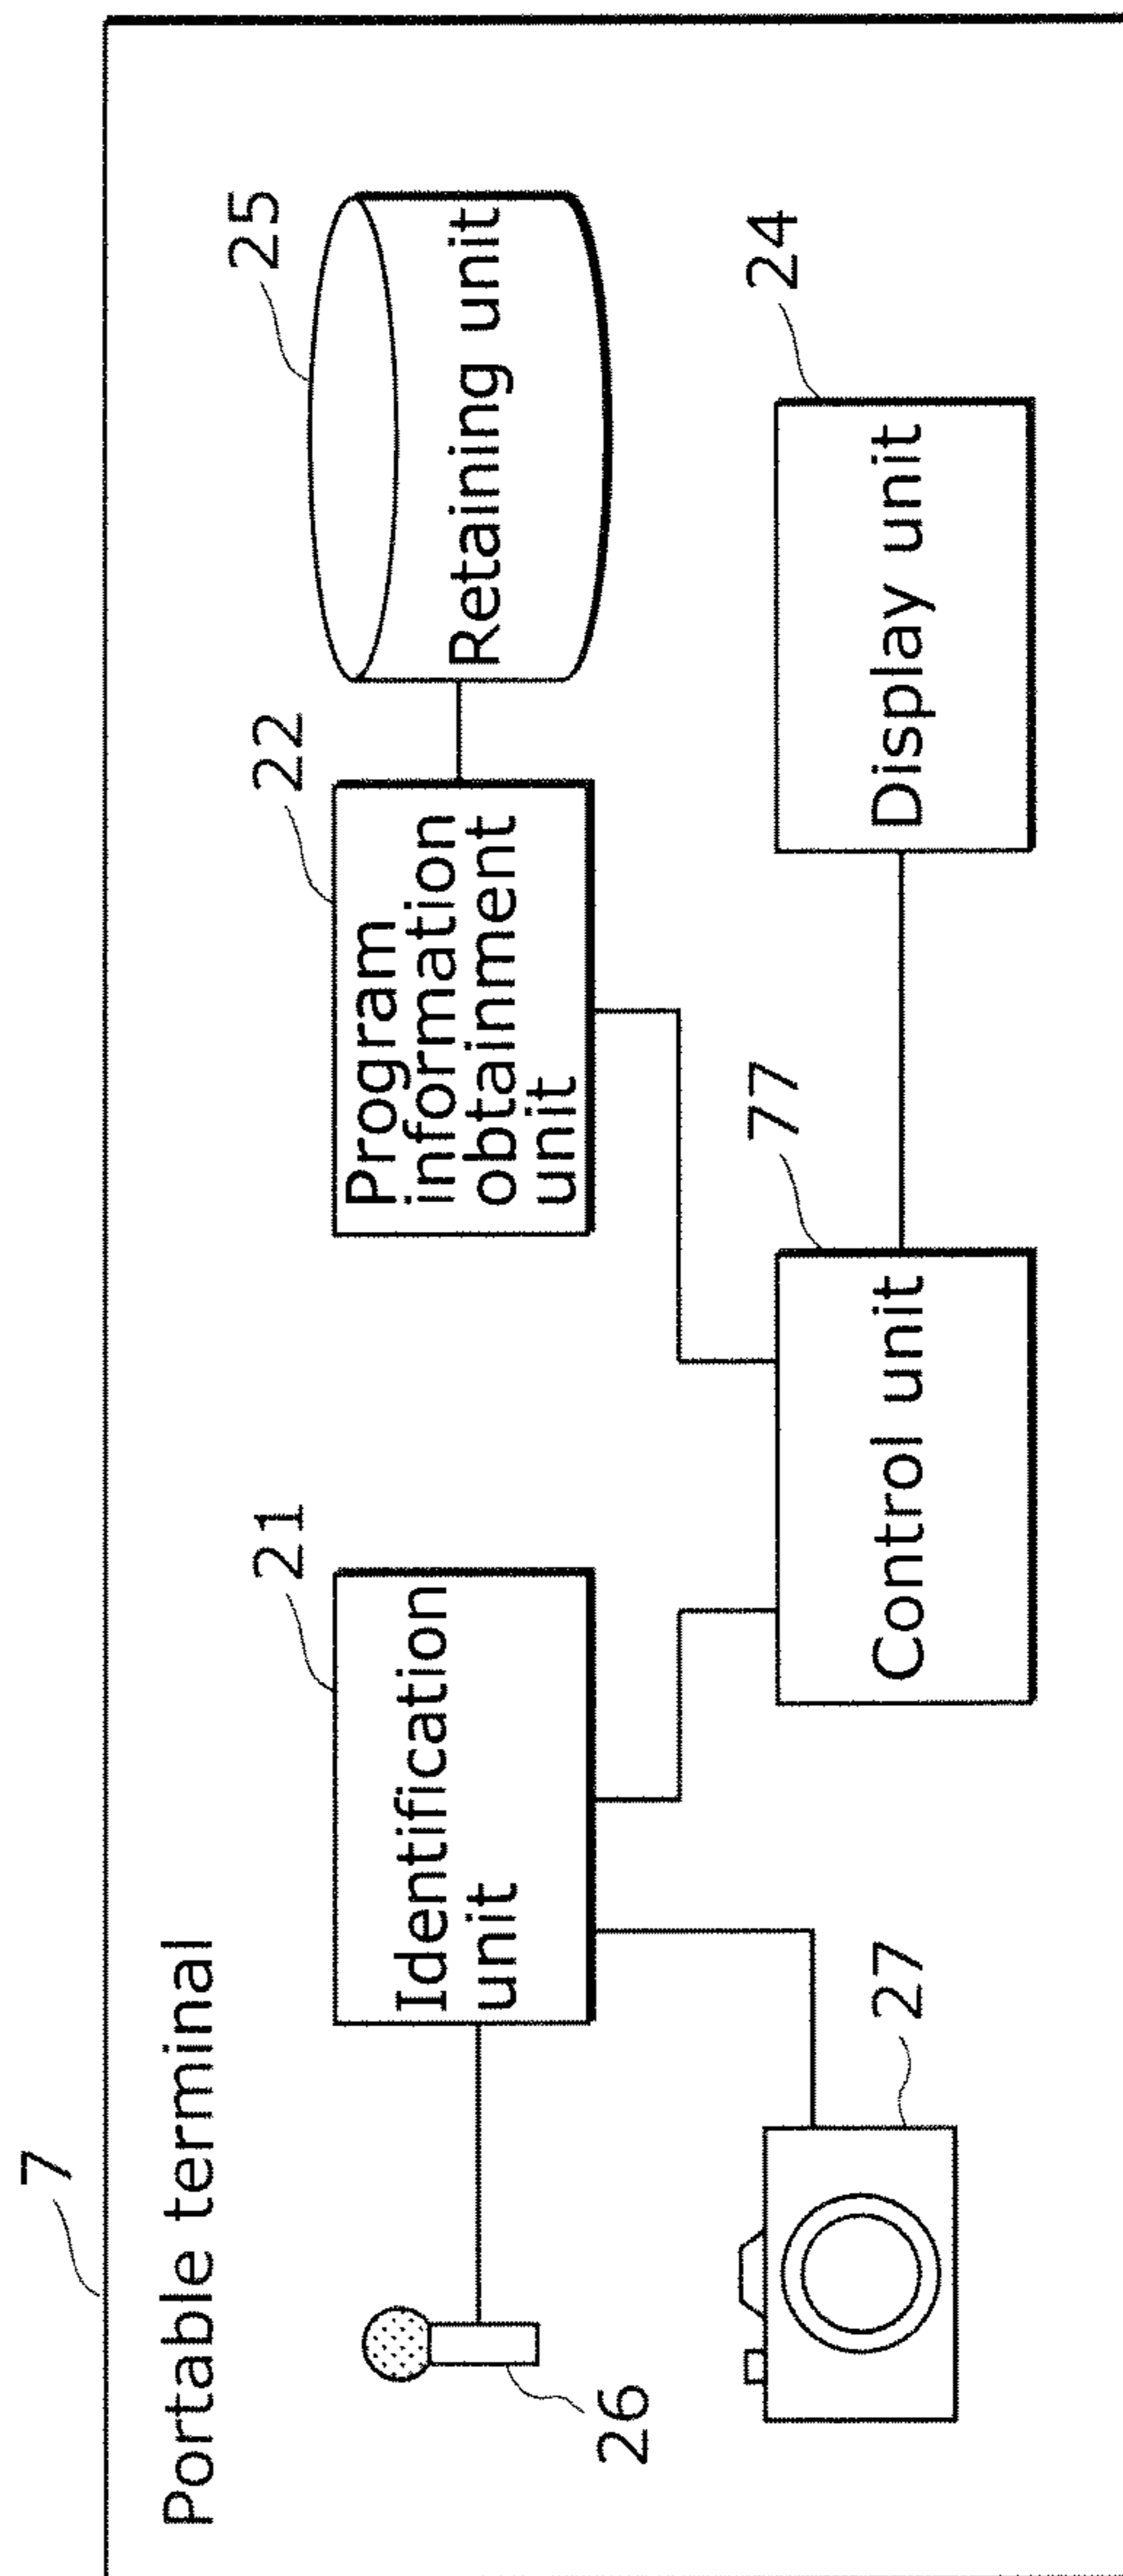 7
Portable terminal
21
22
25
Identification
unit
Program
information
obtainment
unit
Retaining unit
26
27
77
24
Control unit
Display unit